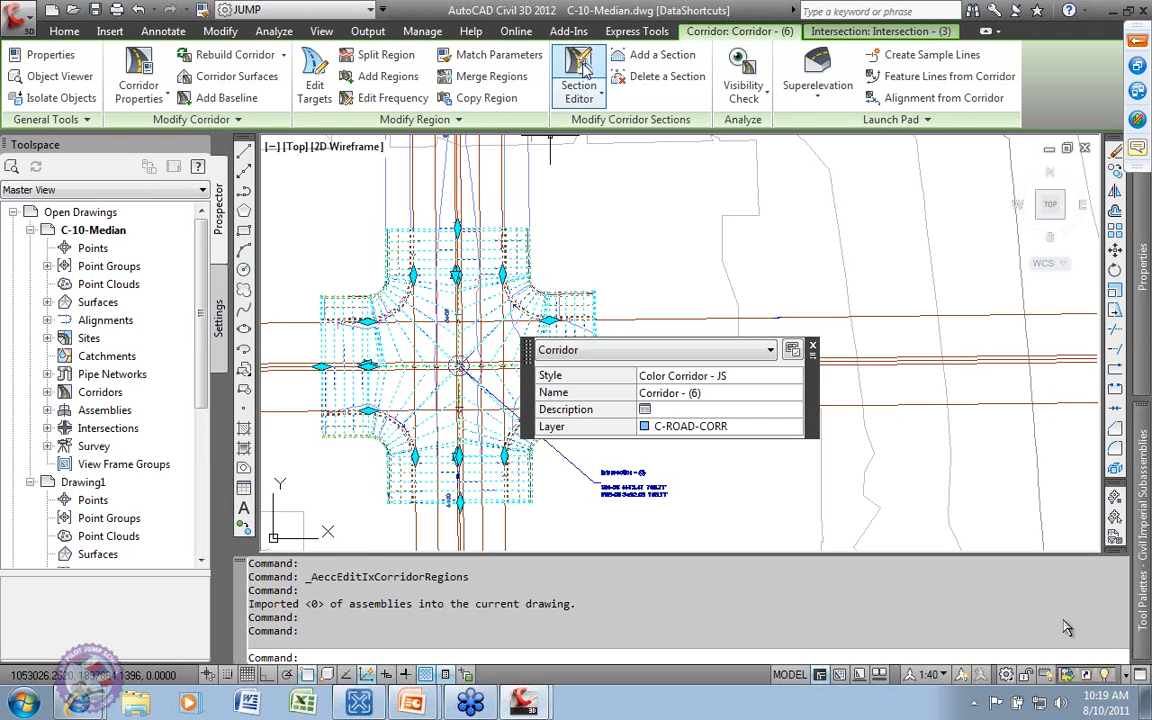 JUMP
AutoCAD Civil 3D 2012 C-10-Median.dwg [DataShortcuts]
Type a keyword or phrase
Home Insert Annotate Modify Analyze View Output Manage Help Online Add-Ins Express Tools Corridor: Corridor - (6) Intersection: Intersection - (3)
Properties
Object Viewer
Isolate Objects
Corridor Properties
Rebuild Corridor
Corridor Surfaces
Add Baseline
Edit Targets
Split Region
Add Regions
Edit Frequency
Match Parameters
Merge Regions
Copy Region
Section Editor
Add a Section
Delete a Section
Visibility Check
Superelevation
Create Sample Lines
Feature Lines from Corridor
Alignment from Corridor
General Tools Modify Corridor Modify Region Modify Corridor Sections Analyze Launch Pad
Toolspace
Master View
Open Drawings
C-10-Median
Points
Point Groups
Point Clouds
Surfaces
Alignments
Sites
Catchments
Pipe Networks
Corridors
Assemblies
Intersections
Survey
View Frame Groups
Drawing1
Points
Point Groups
Point Clouds
Surfaces
Prospector
Settings
[−] [Top] [2D Wireframe]
N
W TOP E
S
WCS
Corridor
Style Color Corridor - JS
Name Corridor - (6)
Description
Layer C-ROAD-CORR
Y
X
Properties
Tool Palettes - Civil Imperial Subassemblies
Command:
Command: _AeccEditIxCorridorRegions
Command:
Imported <0> of assemblies into the current drawing.
Command:
Command:
Command:
MODEL
1:40
10:19 AM
8/10/2011